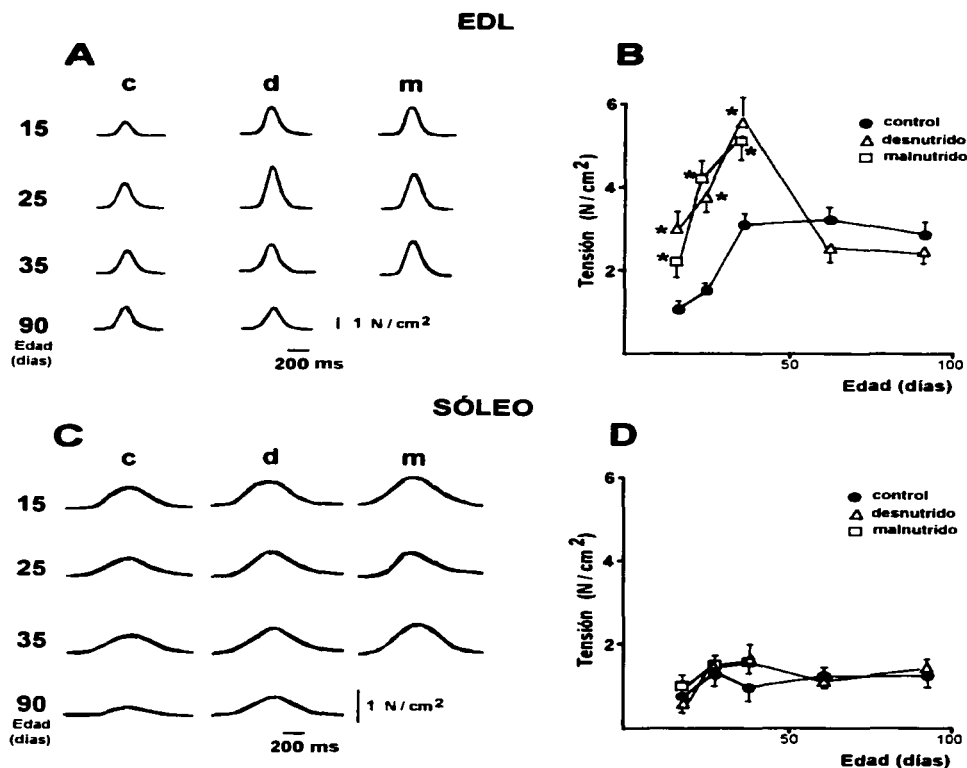 EDL
A
c d m
15
25
35
90
Edad
(dias)
1 N/cm2
200 ms
B
6
4
2
Tensión (N/cm2)
control
desnutrido
malnutrido
* * * * * *
50 100
Edad (días)
SÓLEO
C
c d m
15
25
35
90
Edad
(días)
1 N/cm2
200 ms
D
6
4
2
Tensión (N/cm2)
control
desnutrido
malnutrido
50 100
Edad (días)